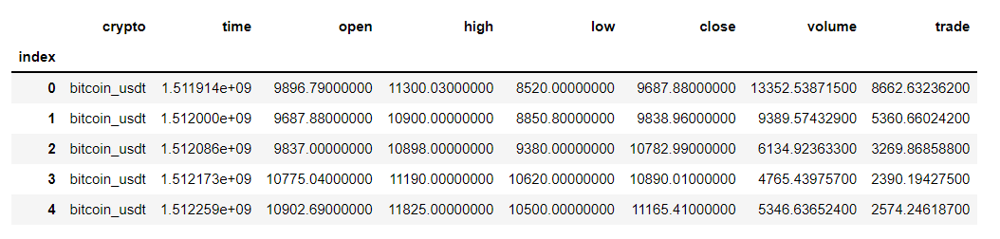 crypto time open high low close volume trade
index
0 bitcoin_usdt 1.511914e+09 9896.79000000 11300.03000000 8520.00000000 9687.88000000 13352.53871500 8662.63236200
1 bitcoin_usdt 1.512000e+09 9687.88000000 10900.00000000 8850.80000000 9838.96000000 9389.57432900 5360.66024200
2 bitcoin_usdt 1.512086e+09 9837.00000000 10898.00000000 9380.00000000 10782.99000000 6134.92363300 3269.86858800
3 bitcoin_usdt 1.512173e+09 10775.04000000 11190.00000000 10620.00000000 10890.01000000 4765.43975700 2390.19427500
4 bitcoin_usdt 1.512259e+09 10902.69000000 11825.00000000 10500.00000000 11165.41000000 5346.63652400 2574.24618700